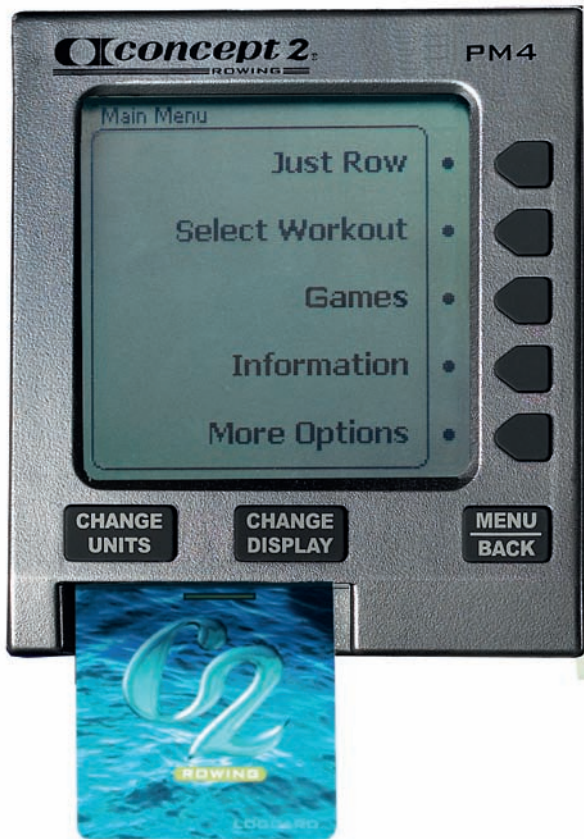 concept 2
ROWING
PM4
Main Menu
Just Row
Select Workout
Games
Information
More Options
CHANGE
UNITS
CHANGE
DISPLAY
MENU
BACK
C2
ROWING
LOGCARD